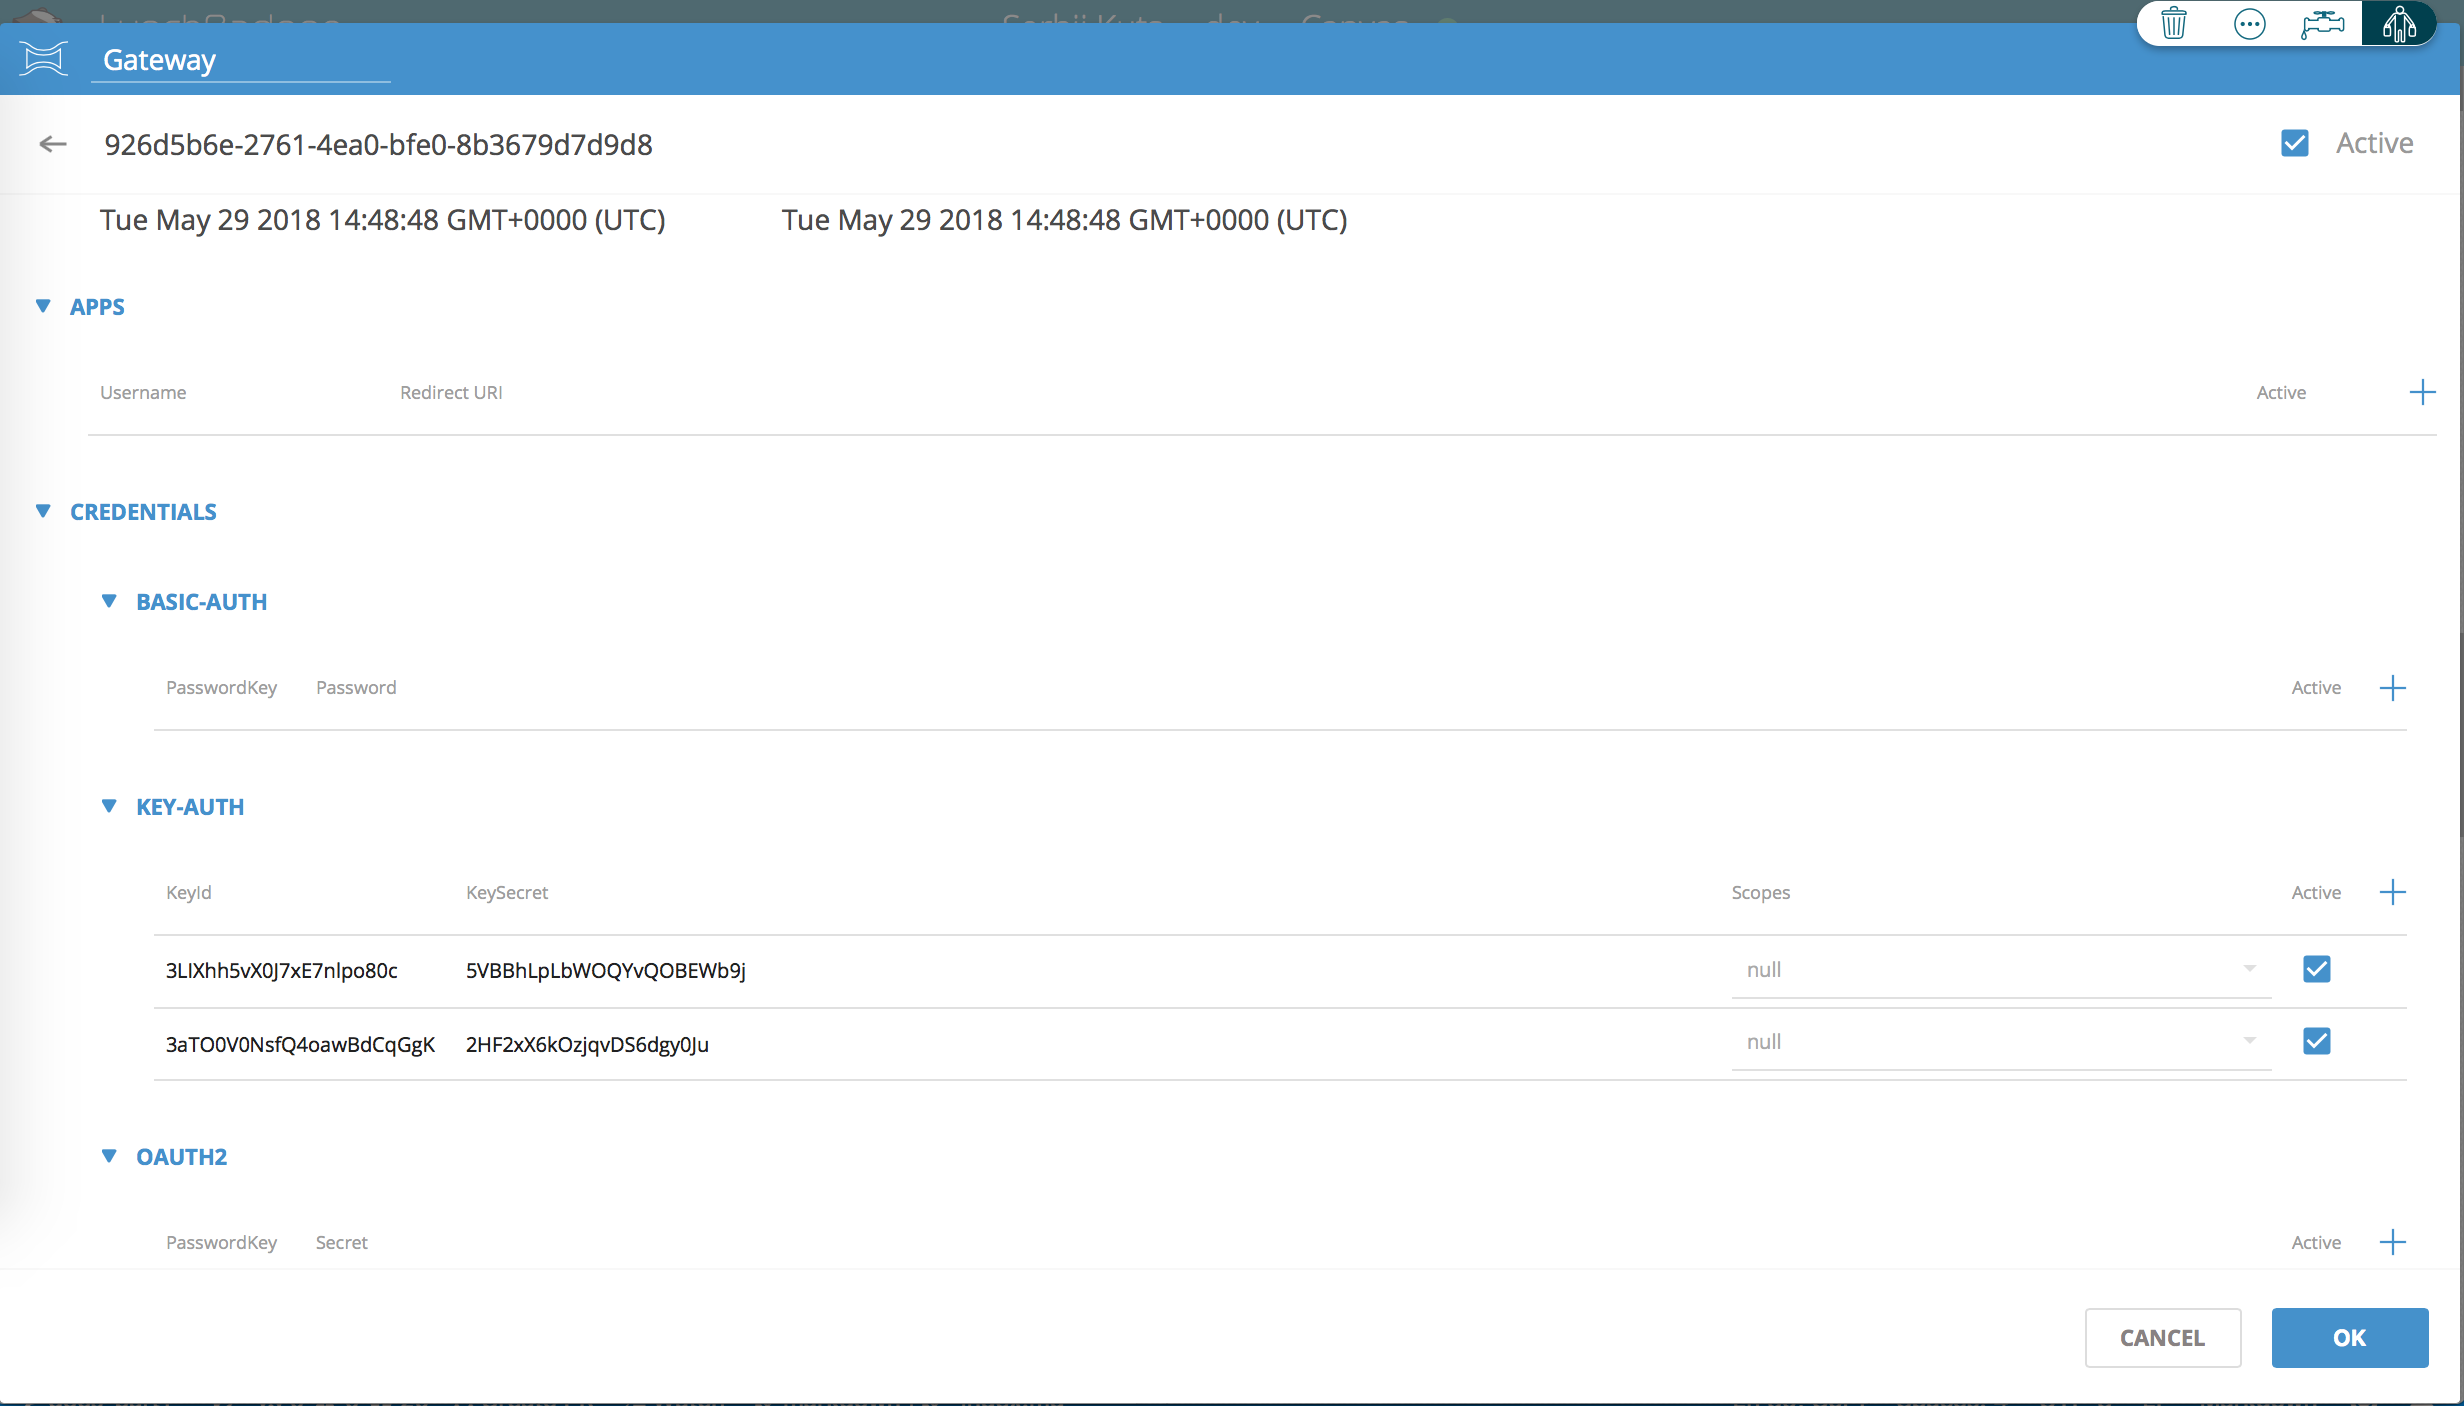 Gateway
926d5b6e-2761-4ea0-bfe0-8b3679d7d9d8 Active
Tue May 29 2018 14:48:48 GMT+0000 (UTC) Tue May 29 2018 14:48:48 GMT+0000 (UTC)
APPS
Username Redirect URI Active
CREDENTIALS
BASIC-AUTH
PasswordKey Password Active
KEY-AUTH
KeyId KeySecret Scopes Active
3LIXhh5vX0J7xE7nlpo80c 5VBBhLpLbWOQYvQOBEWb9j null
3aTO0V0NsfQ4oawBdCqGgK 2HF2xX6kOzjqvDS6dgy0Ju null
OAUTH2
PasswordKey Secret Active
CANCEL OK